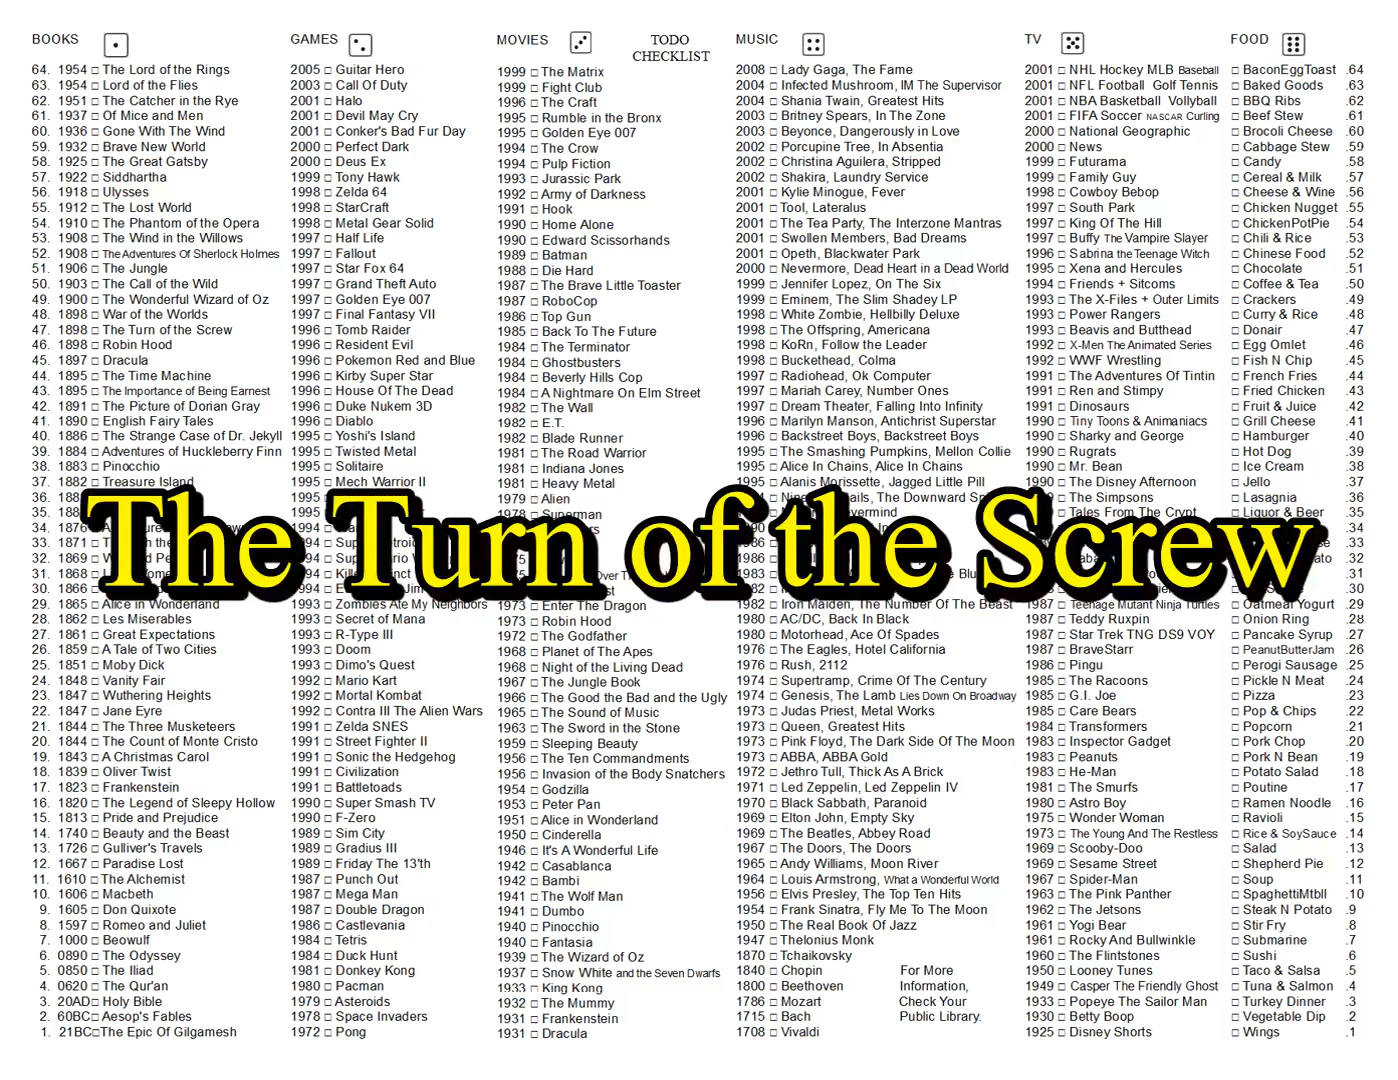 BOOKS
64. 1954 □ The Lord of the Rings
63. 1954 □ Lord of the Flies
62. 1951 □ The Catcher in the Rye
61. 1937 □ Of Mice and Men
60. 1936 □ Gone With The Wind
59. 1932 □ Brave New World
58. 1925 □ The Great Gatsby
57. 1922 □ Siddhartha
56. 1918 □ Ulysses
55. 1912 □ The Lost World
54. 1910 □ The Phantom of the Opera
53. 1908 □ The Wind in the Willows
52. 1908 □ The Adventures Of Sherlock Holmes
51. 1906 □ The Jungle
50. 1903 □ The Call of the Wild
49. 1900 □ The Wonderful Wizard of Oz
48. 1898 □ War of the Worlds
47. 1898 □ The Turn of the Screw
46. 1898 □ Robin Hood
45. 1897 □ Dracula
44. 1895 □ The Time Machine
43. 1895 □ The Importance of Being Earnest
42. 1891 □ The Picture of Dorian Gray
41. 1890 □ English Fairy Tales
40. 1886 □ The Strange Case of Dr. Jekyll
39. 1884 □ Adventures of Huckleberry Finn
38. 1883 □ Pinocchio
37. 1882 □ Treasure Island
36.
35.
34. 1876
33. 1871 □
32. 1869 □
31. 1868 □
30. 1866 □
29. 1865 □ Alice in Wonderland
28. 1862 □ Les Miserables
27. 1861 □ Great Expectations
26. 1859 □ A Tale of Two Cities
25. 1851 □ Moby Dick
24. 1848 □ Vanity Fair
23. 1847 □ Wuthering Heights
22. 1847 □ Jane Eyre
21. 1844 □ The Three Musketeers
20. 1844 □ The Count of Monte Cristo
19. 1843 □ A Christmas Carol
18. 1839 □ Oliver Twist
17. 1823 □ Frankenstein
16. 1820 □ The Legend of Sleepy Hollow
15. 1813 □ Pride and Prejudice
14. 1740 □ Beauty and the Beast
13. 1726 □ Gulliver's Travels
12. 1667 □ Paradise Lost
11. 1610 □ The Alchemist
10. 1606 □ Macbeth
9. 1605 □ Don Quixote
8. 1597 □ Romeo and Juliet
7. 1000 □ Beowulf
6. 0890 □ The Odyssey
5. 0850 □ The Iliad
4. 0620 □ The Qur'an
3. 20AD□ Holy Bible
2. 60BC□ Aesop's Fables
1. 21BC□The Epic Of Gilgamesh
GAMES
2005 □ Guitar Hero
2003 □ Call Of Duty
2001 □ Halo
2001 □ Devil May Cry
2001 □ Conker's Bad Fur Day
2000 □ Perfect Dark
2000 □ Deus Ex
1999 □ Tony Hawk
1998 □ Zelda 64
1998 □ StarCraft
1998 □ Metal Gear Solid
1997 □ Half Life
1997 □ Fallout
1997 □ Star Fox 64
1997 □ Grand Theft Auto
1997 □ Golden Eye 007
1997 □ Final Fantasy VII
1996 □ Tomb Raider
1996 □ Resident Evil
1996 □ Pokemon Red and Blue
1996 □ Kirby Super Star
1996 □ House Of The Dead
1996 □ Duke Nukem 3D
1996 □ Diablo
1995 □ Yoshi's Island
1995 □ Twisted Metal
1995 □ Solitaire
1995 □ Mech Warrior II
1995
1995
1994
1993 □ Zombies Ate My Neighbors
1993 □ Secret of Mana
1993 □ R-Type III
1993 □ Doom
1993 □ Dimo's Quest
1992 □ Mario Kart
1992 □ Mortal Kombat
1992 □ Contra III The Alien Wars
1991 □ Zelda SNES
1991 □ Street Fighter II
1991 □ Sonic the Hedgehog
1991 □ Civilization
1991 □ Battletoads
1990 □ Super Smash TV
1990 □ F-Zero
1989 □ Sim City
1989 □ Gradius III
1989 □ Friday The 13'th
1987 □ Punch Out
1987 □ Mega Man
1987 □ Double Dragon
1986 □ Castlevania
1984 □ Tetris
1984 □ Duck Hunt
1981 □ Donkey Kong
1980 □ Pacman
1979 □ Asteroids
1978 □ Space Invaders
1972 □ Pong
MOVIES
TODO
CHECKLIST
1999 □ The Matrix
1999 □ Fight Club
1996 □ The Craft
1995 □ Rumble in the Bronx
1995 □ Golden Eye 007
1994 □ The Crow
1994 □ Pulp Fiction
1993 □ Jurassic Park
1992 □ Army of Darkness
1991 □ Hook
1990 □ Home Alone
1990 □ Edward Scissorhands
1989 □ Batman
1988 □ Die Hard
1987 □ The Brave Little Toaster
1987 □ RoboCop
1986 □ Top Gun
1985 □ Back To The Future
1984 □ The Terminator
1984 □ Ghostbusters
1984 □ Beverly Hills Cop
1984 □ A Nightmare On Elm Street
1982 □ The Wall
1982 □ E.T.
1982 □ Blade Runner
1981 □ The Road Warrior
1981 □ Indiana Jones
1981 □ Heavy Metal
1979 □ Alien
1978 □ Superman
1973 □ Enter The Dragon
1973 □ Robin Hood
1972 □ The Godfather
1968 □ Planet of The Apes
1968 □ Night of the Living Dead
1967 □ The Jungle Book
1966 □ The Good the Bad and the Ugly
1965 □ The Sound of Music
1963 □ The Sword in the Stone
1959 □ Sleeping Beauty
1956 □ The Ten Commandments
1956 □ Invasion of the Body Snatchers
1954 □ Godzilla
1953 □ Peter Pan
1951 □ Alice in Wonderland
1950 □ Cinderella
1946 □ It's A Wonderful Life
1942 □ Casablanca
1942 □ Bambi
1941 □ The Wolf Man
1941 □ Dumbo
1940 □ Pinocchio
1940 □ Fantasia
1939 □ The Wizard of Oz
1937 □ Snow White and the Seven Dwarfs
1933 □ King Kong
1932 □ The Mummy
1931 □ Frankenstein
1931 □ Dracula
MUSIC
2008 □ Lady Gaga, The Fame
2004 □ Infected Mushroom, IM The Supervisor
2004 □ Shania Twain, Greatest Hits
2003 □ Britney Spears, In The Zone
2003 □ Beyonce, Dangerously in Love
2002 □ Porcupine Tree, In Absentia
2002 □ Christina Aguilera, Stripped
2002 □ Shakira, Laundry Service
2001 □ Kylie Minogue, Fever
2001 □ Tool, Lateralus
2001 □ The Tea Party, The Interzone Mantras
2001 □ Swollen Members, Bad Dreams
2001 □ Opeth, Blackwater Park
2000 □ Nevermore, Dead Heart in a Dead World
1999 □ Jennifer Lopez, On The Six
1999 □ Eminem, The Slim Shadey LP
1998 □ White Zombie, Hellbilly Deluxe
1998 □ The Offspring, Americana
1998 □ KoRn, Follow the Leader
1998 □ Buckethead, Colma
1997 □ Radiohead, Ok Computer
1997 □ Mariah Carey, Number Ones
1997 □ Dream Theater, Falling Into Infinity
1996 □ Marilyn Manson, Antichrist Superstar
1996 □ Backstreet Boys, Backstreet Boys
1995 □ The Smashing Pumpkins, Mellon Collie
1995 □ Alice In Chains, Alice In Chains
1995 □ Alanis Morissette, Jagged Little Pill
The Downward
1986
1983
1982 □ Iron Maiden, The Number Of The Beast
1980 □ AC/DC, Back In Black
1980 □ Motorhead, Ace Of Spades
1976 □ The Eagles, Hotel California
1976 □ Rush, 2112
1974 □ Supertramp, Crime Of The Century
1974 □ Genesis, The Lamb Lies Down On Broadway
1973 □ Judas Priest, Metal Works
1973 □ Queen, Greatest Hits
1973 □ Pink Floyd, The Dark Side Of The Moon
1973 □ ABBA, ABBA Gold
1972 □ Jethro Tull, Thick As A Brick
1971 □ Led Zeppelin, Led Zeppelin IV
1970 □ Black Sabbath, Paranoid
1969 □ Elton John, Empty Sky
1969 □ The Beatles, Abbey Road
1967 □ The Doors, The Doors
1965 □ Andy Williams, Moon River
1964 □ Louis Armstrong, What a Wonderful World
1956 □ Elvis Presley, The Top Ten Hits
1954 □ Frank Sinatra, Fly Me To The Moon
1950 □ The Real Book Of Jazz
1947 □ Thelonius Monk
1870 □ Tchaikovsky
1840 □ Chopin
1800 □ Beethoven
1786 □ Mozart
1715 □ Bach
1708 □ Vivaldi
For More
Information,
Check Your
Public Library.
TV
2001 □ NHL Hockey MLB Baseball
2001 □ NFL Football Golf Tennis
2001 □ NBA Basketball Vollyball
2001 □ FIFA Soccer NASCAR Curling
2000 □ National Geographic
2000 □ News
1999 □ Futurama
1999 □ Family Guy
1998 □ Cowboy Bebop
1997 □ South Park
1997 □ King Of The Hill
1997 □ Buffy The Vampire Slayer
1996 □ Sabrina the Teenage Witch
1995 □ Xena and Hercules
1994 □ Friends + Sitcoms
1993 □ The X-Files + Outer Limits
1993 □ Power Rangers
1993 □ Beavis and Butthead
1992 □ X-Men The Animated Series
1992 □ WWF Wrestling
1991 □ The Adventures Of Tintin
1991 □ Ren and Stimpy
1991 □ Dinosaurs
1990 □ Tiny Toons & Animaniacs
1990 □ Sharky and George
1990 □ Rugrats
1990 □ Mr. Bean
1990 □ The Disney Afternoon
□ The Simpsons
□ Tales From The Crypt
1987 □ Teenage Mutant Ninja Turtles
1987 □ Teddy Ruxpin
1987 □ Star Trek TNG DS9 VOY
1987 □ BraveStarr
1986 □ Pingu
1985 □ The Racoons
1985 □ G.I. Joe
1985 □ Care Bears
1984 □ Transformers
1983 □ Inspector Gadget
1983 □ Peanuts
1983 □ He-Man
1981 □ The Smurfs
1980 □ Astro Boy
1975 □ Wonder Woman
1973 □ The Young And The Restless
1969 □ Scooby-Doo
1969 □ Sesame Street
1967 □ Spider-Man
1963 □ The Pink Panther
1962 □ The Jetsons
1961 □ Yogi Bear
1961 □ Rocky And Bullwinkle
1960 □ The Flintstones
1950 □ Looney Tunes
1949 □ Casper The Friendly Ghost
1933 □ Popeye The Sailor Man
1930 □ Betty Boop
1925 □ Disney Shorts
FOOD
□ BaconEggToast .64
□ Baked Goods .63
□ BBQ Ribs .62
□ Beef Stew .61
□ Brocoli Cheese .60
□ Cabbage Stew .59
□ Candy .58
□ Cereal & Milk .57
□ Cheese & Wine .56
□ Chicken Nugget .55
□ ChickenPotPie .54
□ Chili & Rice .53
□ Chinese Food .52
□ Chocolate .51
□ Coffee & Tea .50
□ Crackers .49
□ Curry & Rice .48
□ Donair .47
□ Egg Omlet .46
□ Fish N Chip .45
□ French Fries .44
□ Fried Chicken .43
□ Fruit & Juice .42
□ Grill Cheese .41
□ Hamburger .40
□ Hot Dog .39
□ Ice Cream .38
□ Jello .37
□ Lasagnia .36
□ Liquor & Beer .35
.34
.33
.32
.31
.30
□ Oatmeal Yogurt .29
□ Onion Ring .28
□ Pancake Syrup .27
□ PeanutButterJam .26
□ Perogi Sausage .25
□ Pickle N Meat .24
□ Pizza .23
□ Pop & Chips .22
□ Popcorn .21
□ Pork Chop .20
□ Pork N Bean .19
□ Potato Salad .18
□ Poutine .17
□ Ramen Noodle .16
□ Ravioli .15
□ Rice & SoySauce .14
□ Salad .13
□ Shepherd Pie .12
□ Soup .11
□ SpaghettiMtbll .10
□ Steak N Potato .9
□ Stir Fry .8
□ Submarine .7
□ Sushi .6
□ Taco & Salsa .5
□ Tuna & Salmon .4
□ Turkey Dinner .3
□ Vegetable Dip .2
□ Wings .1
The Turn of the Screw